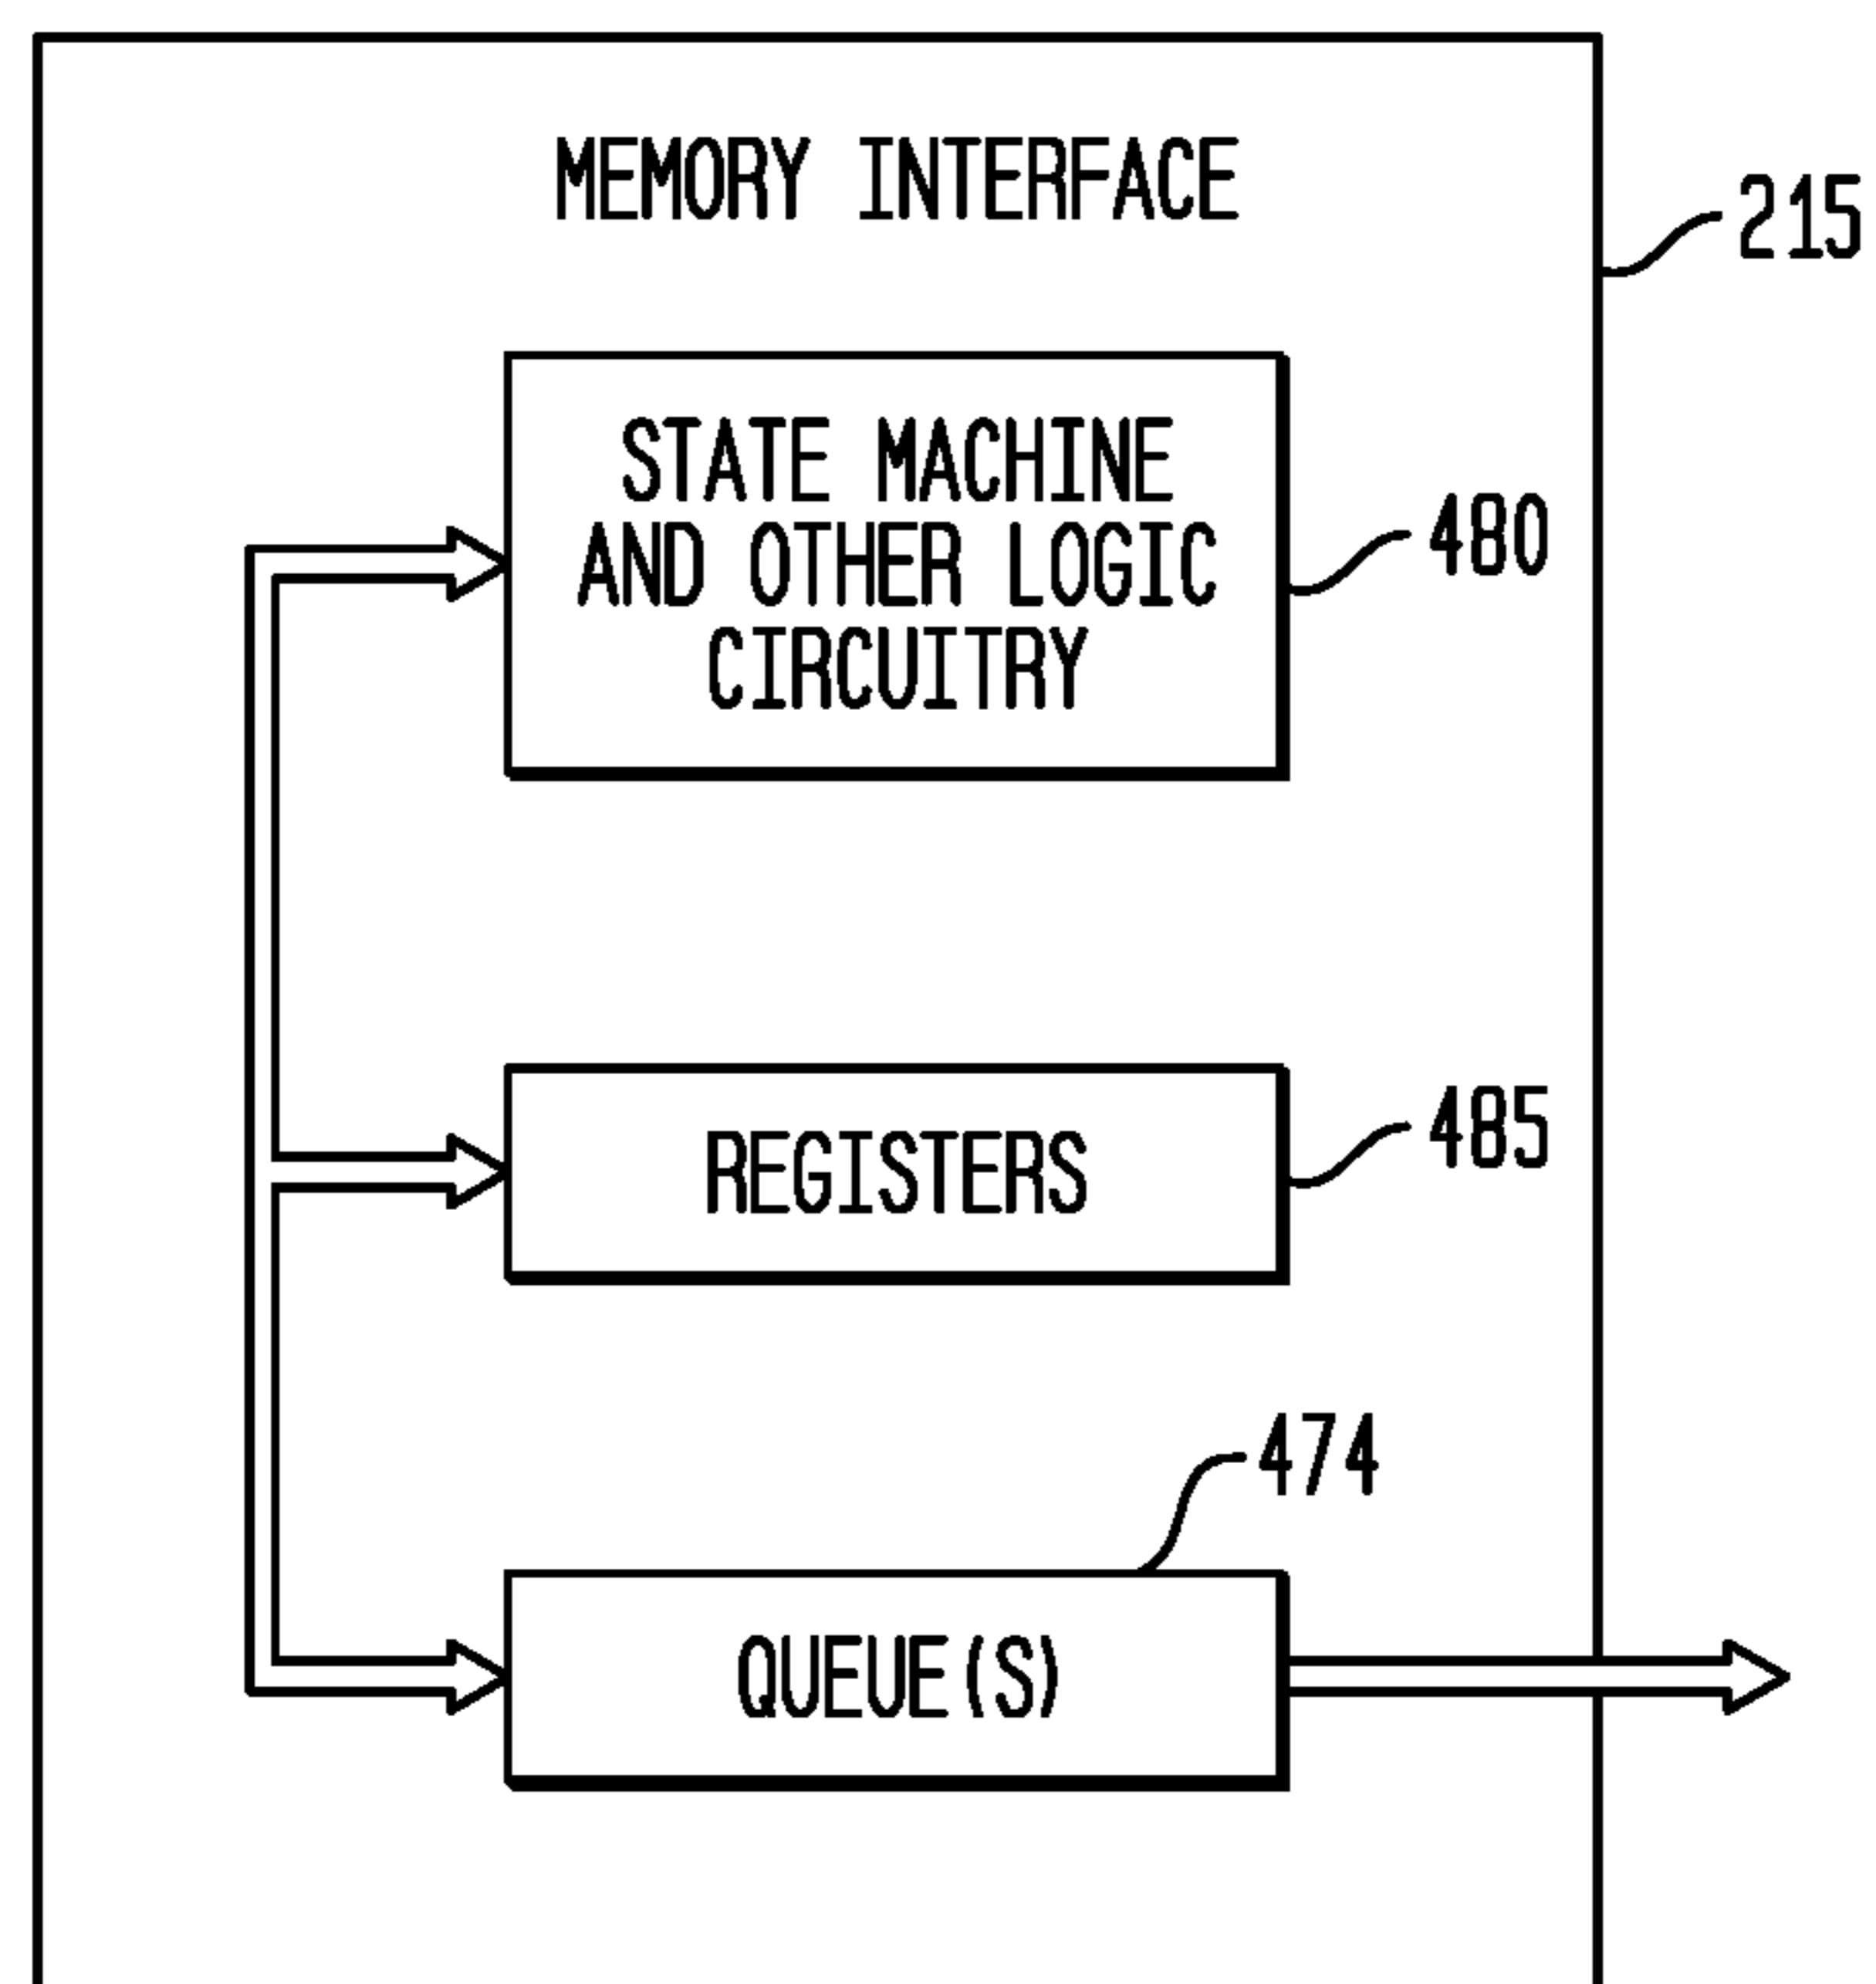 MEMORY INTERFACE
215
STATE MACHINE
AND OTHER LOGIC
CIRCUITRY
480
REGISTERS
485
474
QUEUE(S)